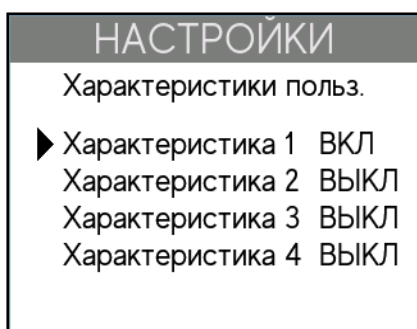 НАСТРОЙКИ
Характеристики польз.
Характеристика 1 ВКЛ
Характеристика 2 ВЫКЛ
Характеристика 3 ВЫКЛ
Характеристика 4 ВЫКЛ